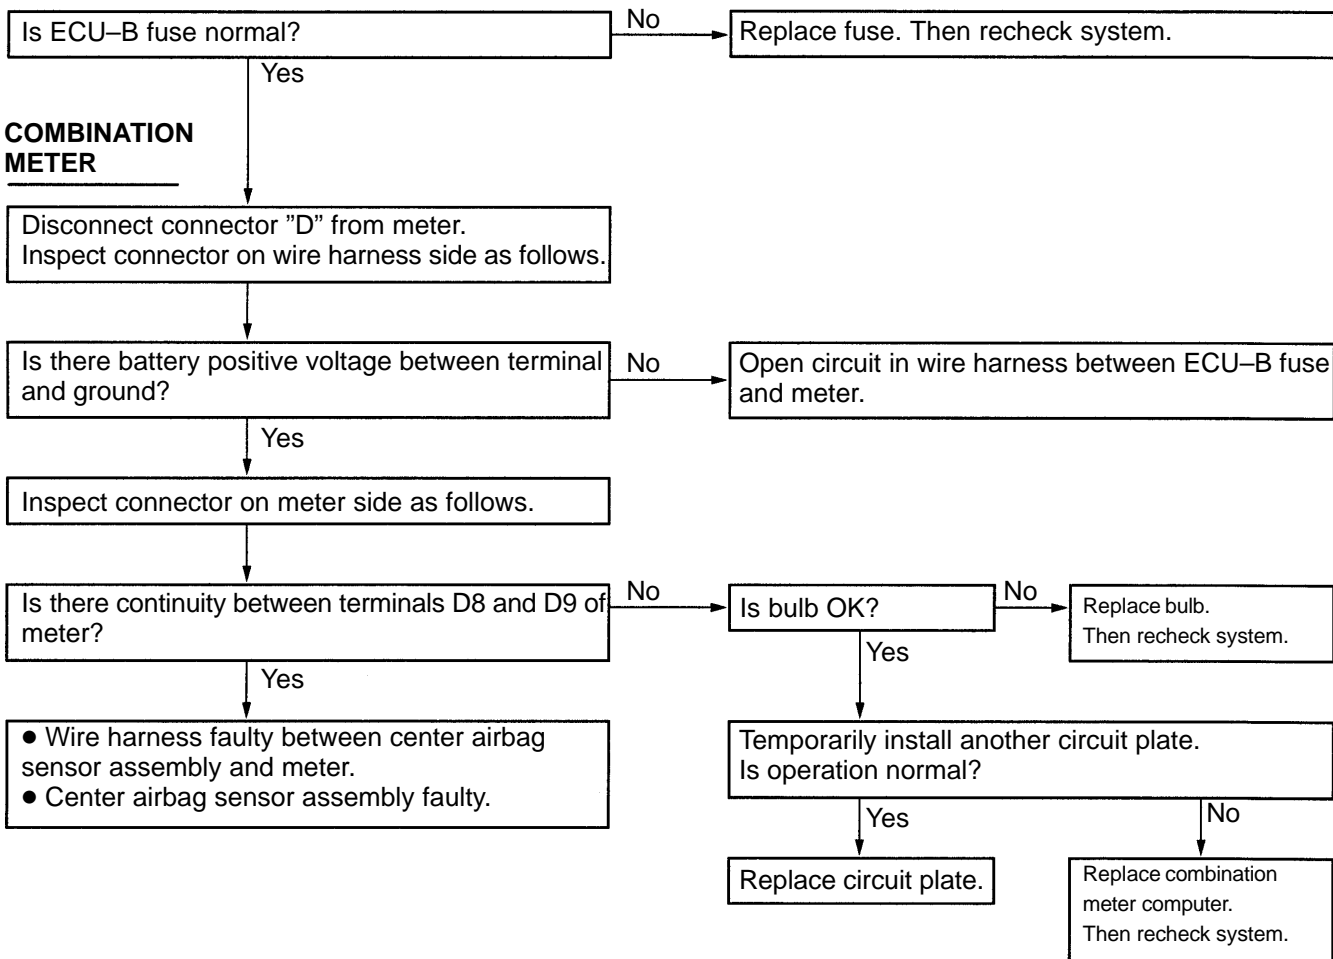 Is ECU–B fuse normal?
No
Replace fuse. Then recheck system.
Yes
COMBINATION
METER
Disconnect connector ”D” from meter.
Inspect connector on wire harness side as follows.
Is there battery positive voltage between terminal
and ground?
No
Open circuit in wire harness between ECU–B fuse
and meter.
Yes
Inspect connector on meter side as follows.
Is there continuity between terminals D8 and D9 of
meter?
No
Is bulb OK?
No
Replace bulb.
Then recheck system.
Yes
Yes
● Wire harness faulty between center airbag
sensor assembly and meter.
● Center airbag sensor assembly faulty.
Temporarily install another circuit plate.
Is operation normal?
Yes
No
Replace circuit plate.
Replace combination
meter computer.
Then recheck system.